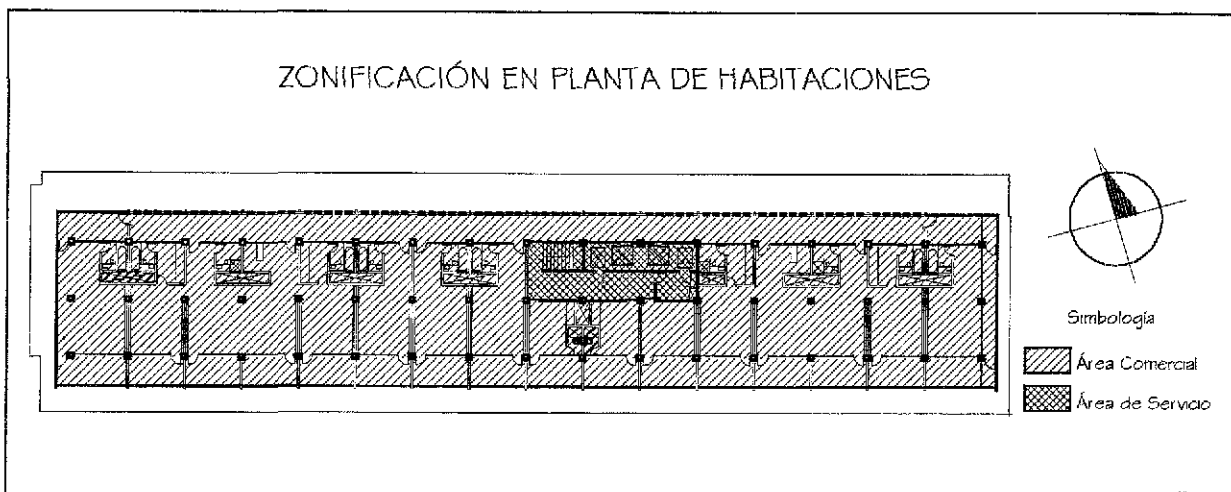 ZONIFICACIÓN EN PLANTA DE HABITACIONES
Simbología
Área Comercial
Área de Servicio